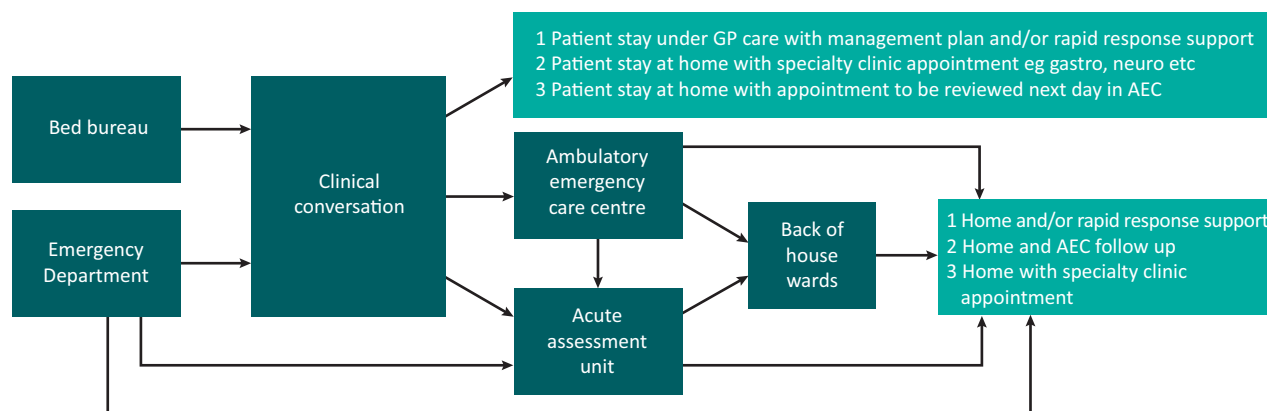 1 Patient stay under GP care with management plan and/or rapid response support
2 Patient stay at home with specialty clinic appointment eg gastro, neuro etc
3 Patient stay at home with appointment to be reviewed next day in AEC
Bed bureau
Emergency
Department
Clinical
conversation
Ambulatory
emergency
care centre
Acute
assessment
unit
Back of
house
wards
1 Home and/or rapid response support
2 Home and AEC follow up
3 Home with specialty clinic
appointment